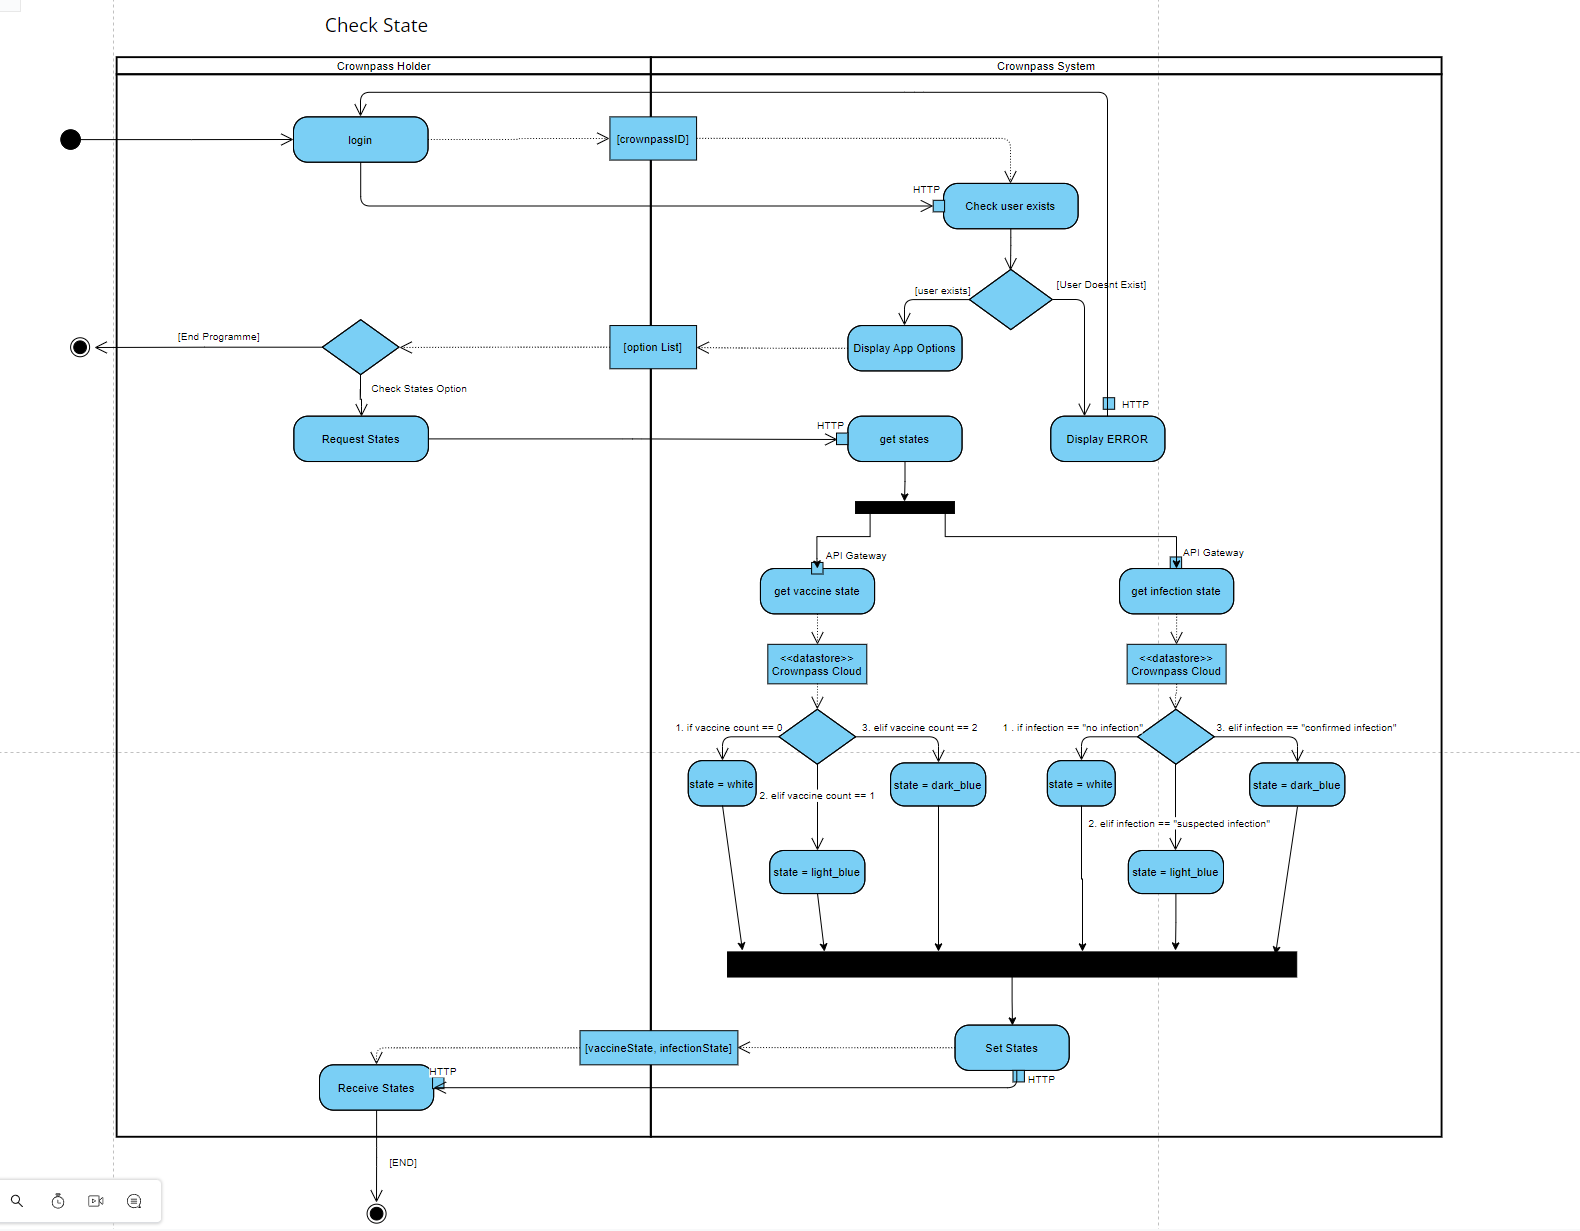 Check State
Crownpass Holder
Crownpass System
login
[crownpassID]
HTTP
Check user exists
[user exists]
[User Doesnt Exist]
[End Programme]
[option List]
Display App Options
Check States Option
HTTP
Request States
HTTP
get states
Display ERROR
API Gateway
API Gateway
get vaccine state
get infection state
<<datastore>>
Crownpass Cloud
<<datastore>>
Crownpass Cloud
1. if vaccine count == 0
3. elif vaccine count == 2
1 . if infection == "no infection"
3. elif infection == "confirmed infection"
state = white
2. elif vaccine count == 1
state = dark_blue
state = white
state = dark_blue
2. elif infection == "suspected infection"
state = light_blue
state = light_blue
[vaccineState, infectionState]
Set States
HTTP
Receive States
HTTP
[END]